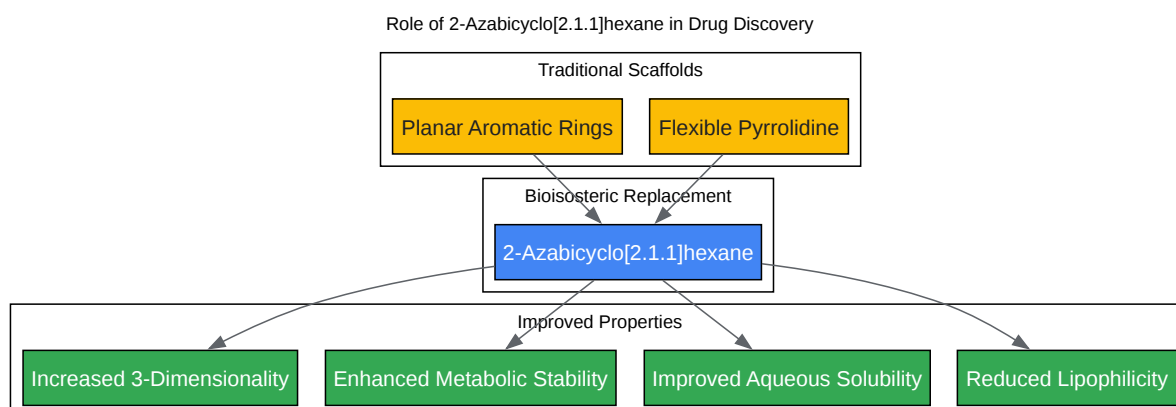 Role of 2-Azabicyclo[2.1.1]hexane in Drug Discovery
Traditional Scaffolds
Planar Aromatic Rings
Flexible Pyrrolidine
Bioisosteric Replacement
2-Azabicyclo[2.1.1]hexane
Improved Properties
Increased 3-Dimensionality
Enhanced Metabolic Stability
Improved Aqueous Solubility
Reduced Lipophilicity